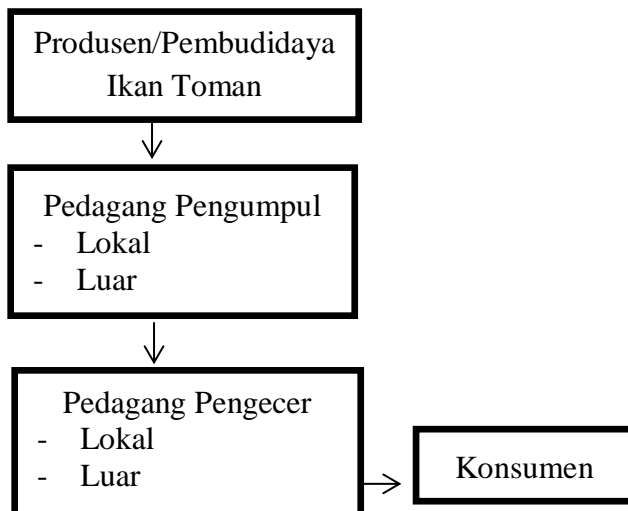 Produsen/Pembudidaya
Ikan Toman
Pedagang Pengumpul
- Lokal
- Luar
Pedagang Pengecer
- Lokal
- Luar
Konsumen